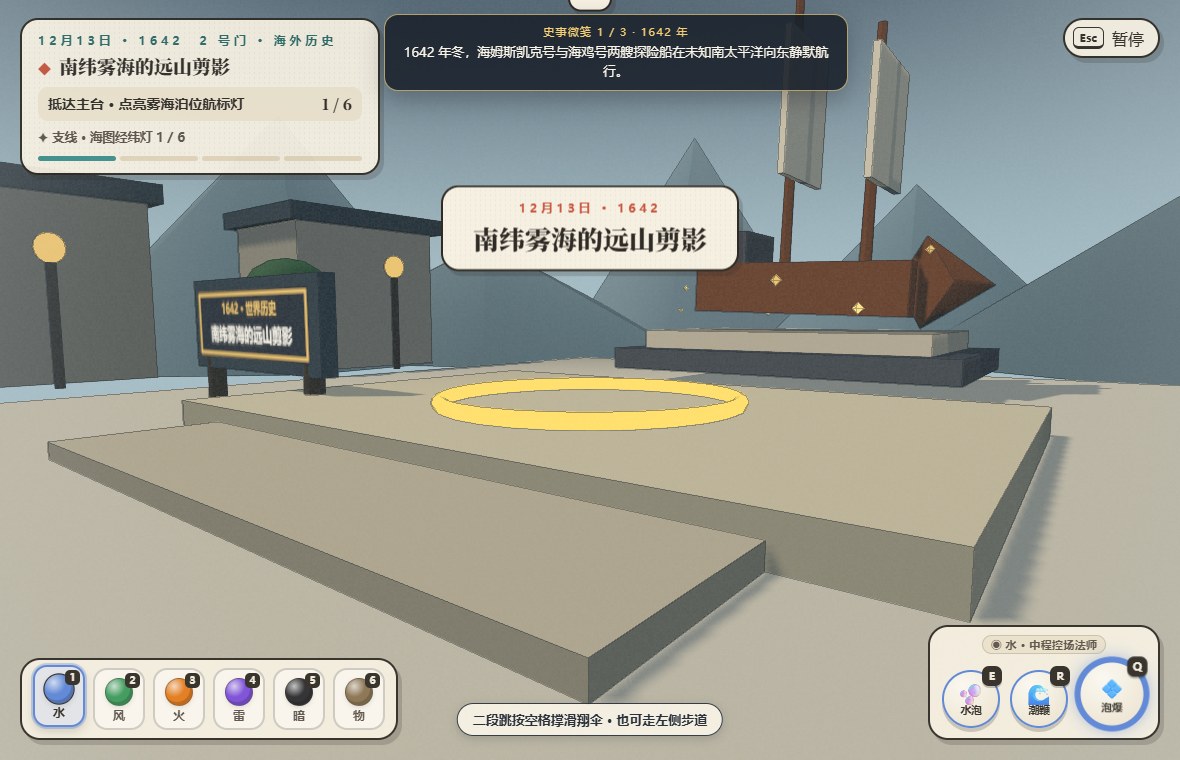 12月13日 • 1642 2 号门 • 海外历史
南纬雾海的远山剪影
抵达主台 • 点亮雾海泊位航标灯 1 / 6
支线 • 海图经纬灯 1 / 6
史事微笺 1 / 3 · 1642 年
1642 年冬，海姆斯凯克号与海鸡号两艘探险船在未知南太平洋向东静默航
行。
Esc 暂停
12月13日 • 1642
南纬雾海的远山剪影
1642 • 世界历史
南纬雾海的远山剪影
1 水
2 风
3 火
4 雷
5 暗
6 物
二段跳按空格撑滑翔伞 • 也可走左侧步道
水 • 中程控场法师
E 水泡
R 潮鞭
Q 泡爆